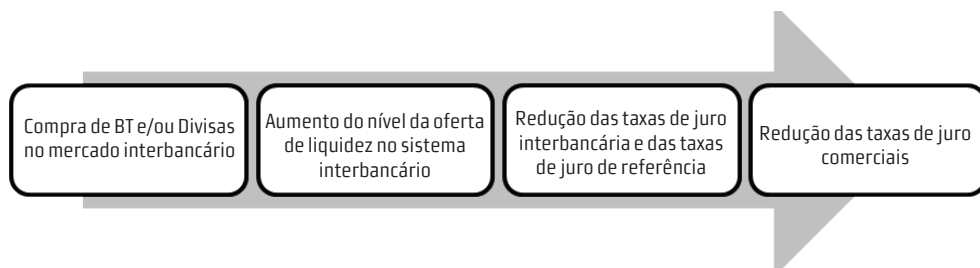 Compra de BT e/ou Divisas
no mercado interbancário
Aumento do nível da oferta
de liquidez no sistema
interbancário
Redução das taxas de juro
interbancária e das taxas
de juro de referência
Redução das taxas de juro
comerciais